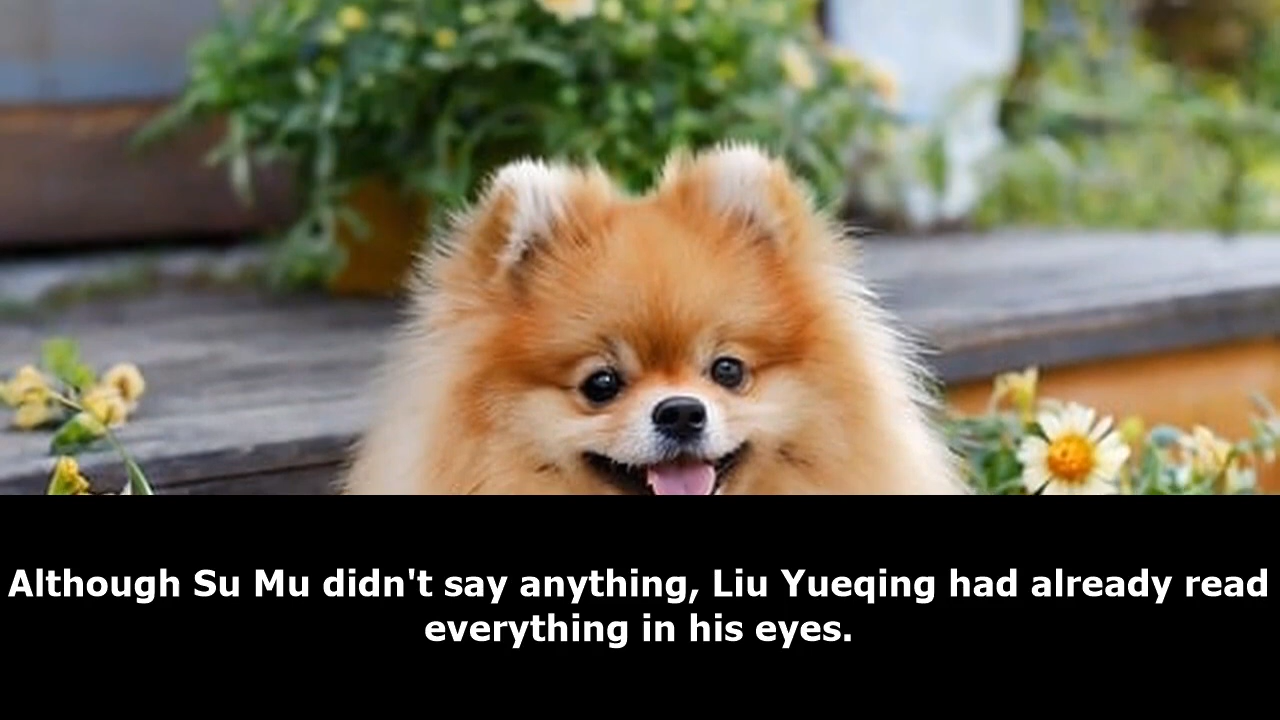 Although Su Mu didn't say anything, Liu Yueqing had already read
everything in his eyes.